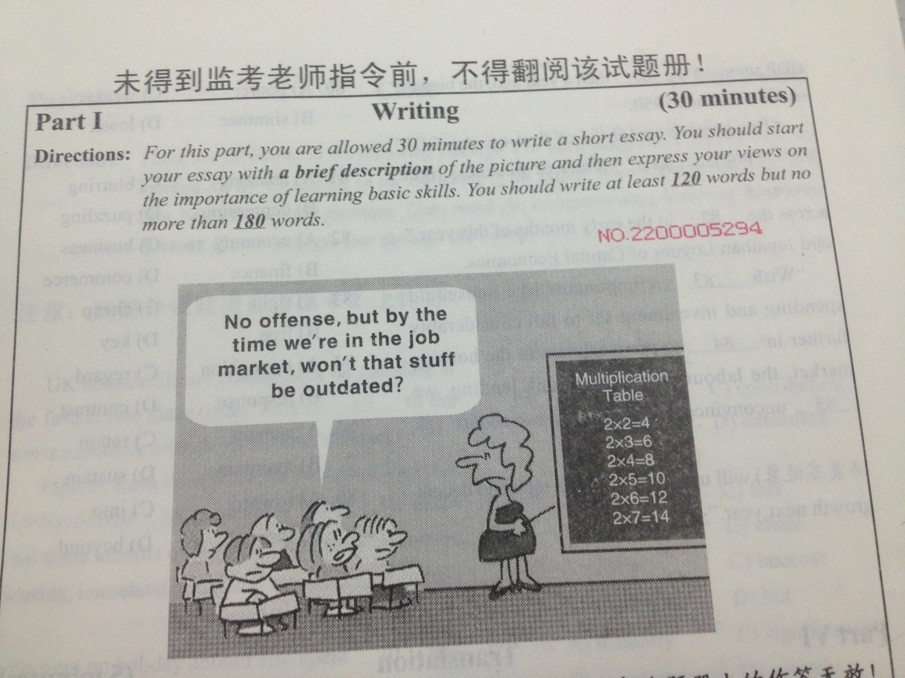 未得到监考老师指令前，不得翻阅该试题册！
Part I
Writing
(30 minutes)
Directions: For this part, you are allowed 30 minutes to write a short essay. You should start
your essay with a brief description of the picture and then express your views on
the importance of learning basic skills. You should write at least 120 words but no
more than 180 words.
NO.2200005294
No offense, but by the
time we're in the job
market, won't that stuff
be outdated?
Multiplication
Table
2×2=4
2×3=6
2×4=8
2×5=10
2×6=12
2×7=14